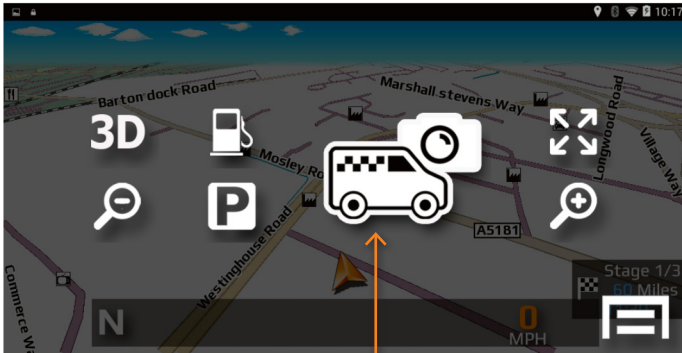 10:17
Barton dock Road
Marshall stevens Way
Longwood Road
Village Way
3D
Mosley Ro
P
A5181
Westinghouse Road
Commerce Wa
Stage 1/3
60 Miles
N
0
MPH